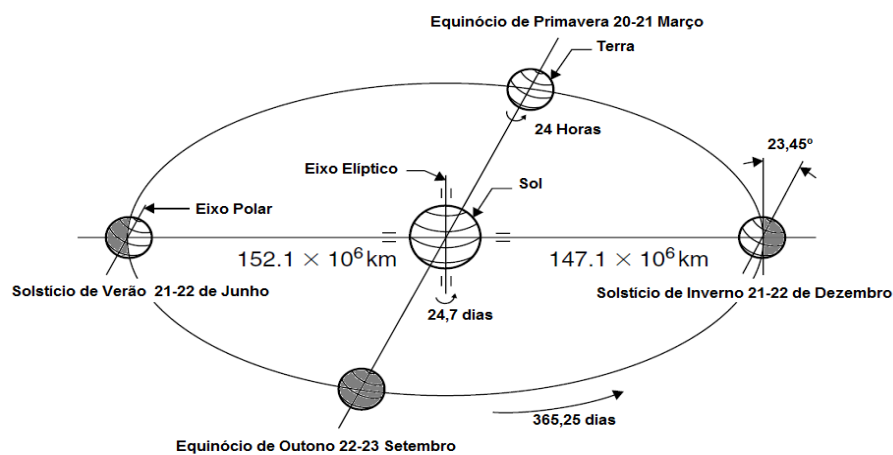 Equinócio de Primavera 20-21 Março
Terra
24 Horas
23,45º
Eixo Elíptico
Sol
Eixo Polar
152.1 × 10⁶ km
147.1 × 10⁶ km
Solstício de Verão 21-22 de Junho
Solstício de Inverno 21-22 de Dezembro
24,7 dias
365,25 dias
Equinócio de Outono 22-23 Setembro